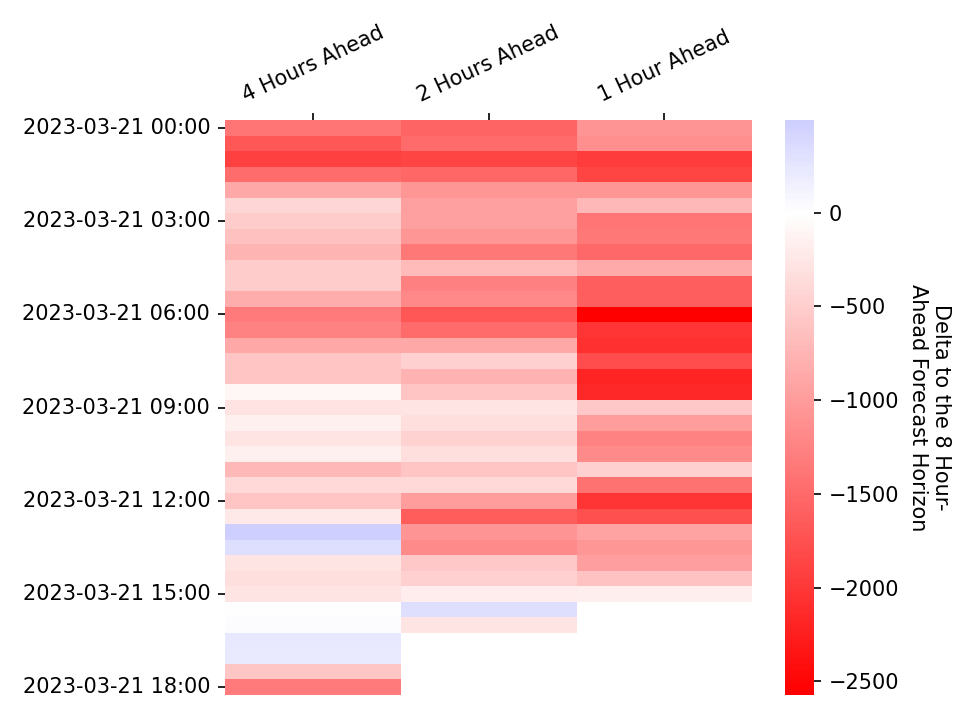 4 Hours Ahead
2 Hours Ahead
1 Hour Ahead
2023-03-21 00:00
2023-03-21 03:00
2023-03-21 06:00
2023-03-21 09:00
2023-03-21 12:00
2023-03-21 15:00
2023-03-21 18:00
0
−500
−1000
−1500
−2000
−2500
Delta to the 8 Hour-
Ahead Forecast Horizon